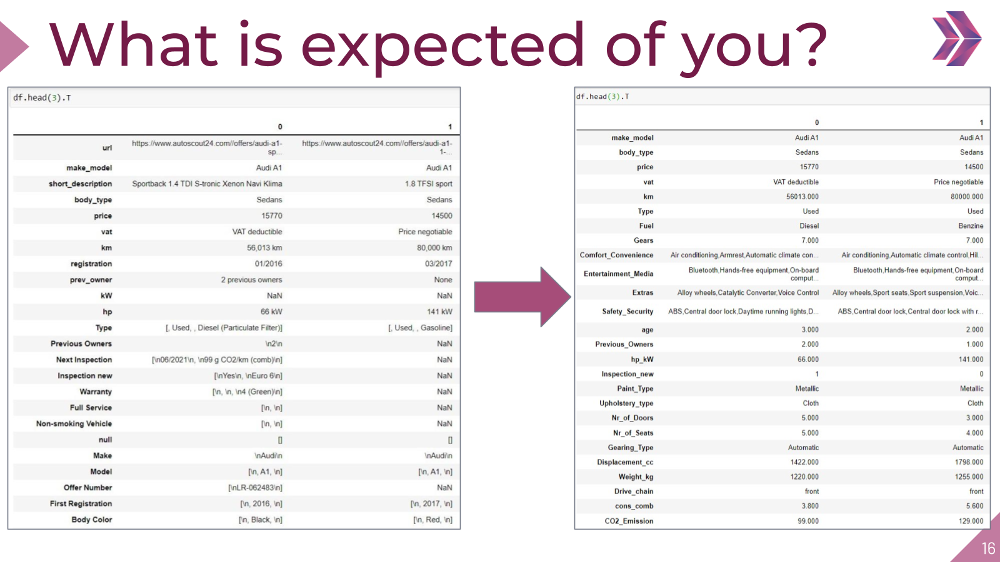 What is expected of you?
df.head(3).T
0 1
url https://www.autoscout24.com//offers/audi-a1-sp... https://www.autoscout24.com//offers/audi-a1-1-...
make_model Audi A1 Audi A1
short_description Sportback 1.4 TDI S-tronic Xenon Navi Klima 1.8 TFSI sport
body_type Sedans Sedans
price 15770 14500
vat VAT deductible Price negotiable
km 56,013 km 80,000 km
registration 01/2016 03/2017
prev_owner 2 previous owners None
kW NaN NaN
hp 66 kW 141 kW
Type [, Used, , Diesel (Particulate Filter)] [, Used, , Gasoline]
Previous Owners \n2\n NaN
Next Inspection [\n06/2021\n, \n99 g CO2/km (comb)\n] NaN
Inspection new [\nYes\n, \nEuro 6\n] NaN
Warranty [\n, \n, \n4 (Green)\n] NaN
Full Service [\n, \n] NaN
Non-smoking Vehicle [\n, \n] NaN
null [] []
Make \nAudi\n \nAudi\n
Model [\n, A1, \n] [\n, A1, \n]
Offer Number [\nLR-062483\n] NaN
First Registration [\n, 2016, \n] [\n, 2017, \n]
Body Color [\n, Black, \n] [\n, Red, \n]
df.head(3).T
0 1
make_model Audi A1 Audi A1
body_type Sedans Sedans
price 15770 14500
vat VAT deductible Price negotiable
km 56013.000 80000.000
Type Used Used
Fuel Diesel Benzine
Gears 7.000 7.000
Comfort_Convenience Air conditioning,Armrest,Automatic climate con... Air conditioning,Automatic climate control,Hil...
Entertainment_Media Bluetooth,Hands-free equipment,On-board comput... Bluetooth,Hands-free equipment,On-board comput...
Extras Alloy wheels,Catalytic Converter,Voice Control Alloy wheels,Sport seats,Sport suspension,Voic...
Safety_Security ABS,Central door lock,Daytime running lights,D... ABS,Central door lock,Central door lock with r...
age 3.000 2.000
Previous_Owners 2.000 1.000
hp_kW 66.000 141.000
Inspection_new 1 0
Paint_Type Metallic Metallic
Upholstery_type Cloth Cloth
Nr_of_Doors 5.000 3.000
Nr_of_Seats 5.000 4.000
Gearing_Type Automatic Automatic
Displacement_cc 1422.000 1798.000
Weight_kg 1220.000 1255.000
Drive_chain front front
cons_comb 3.800 5.600
CO2_Emission 99.000 129.000
16